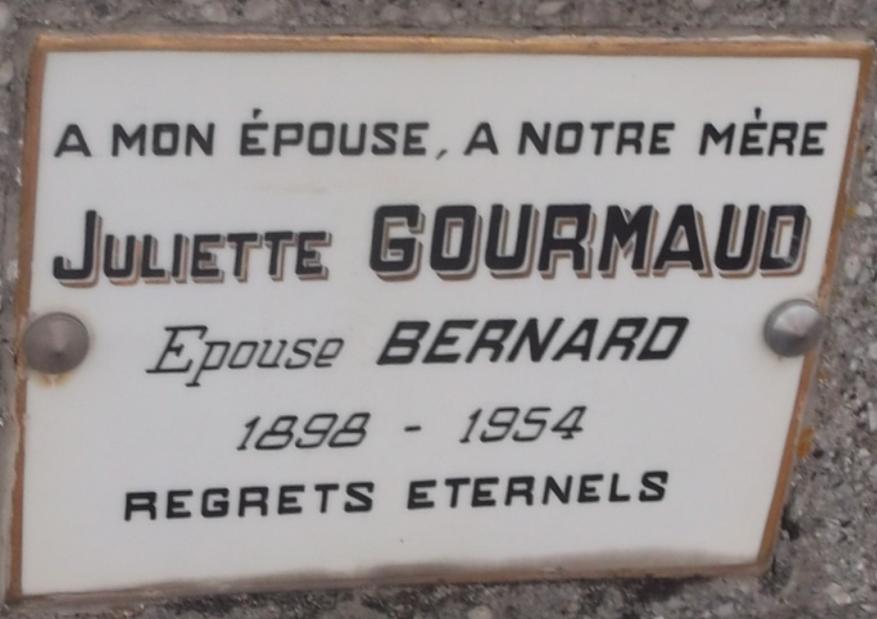 A MON ÉPOUSE, A NOTRE MÈRE
JULIETTE GOURMAUD
Epouse BERNARD
1898 - 1954
REGRETS ETERNELS